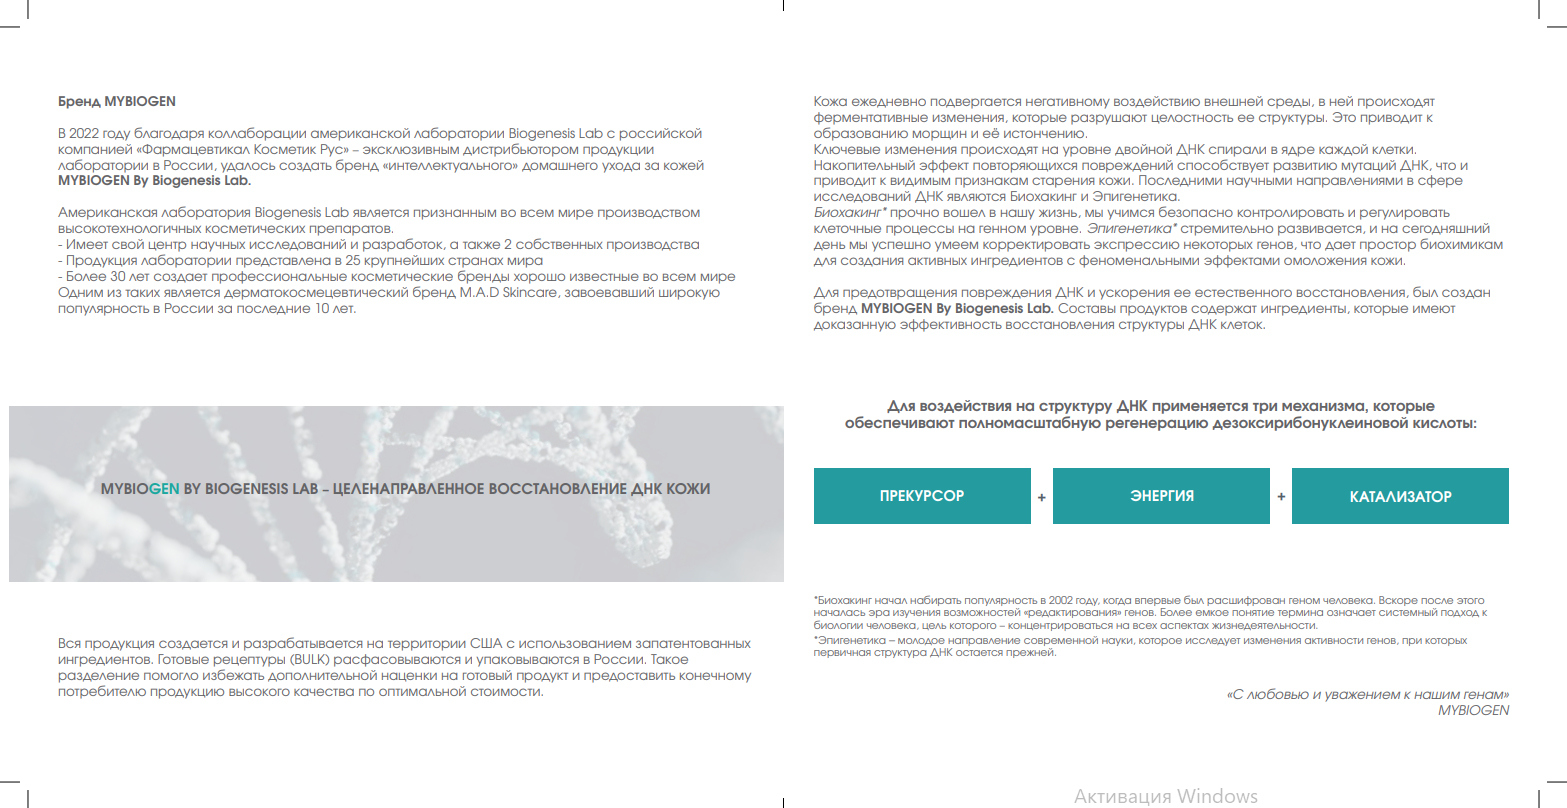 Бренд MYBIOGEN
В 2022 году благодаря коллаборации американской лаборатории Biogenesis Lab с российской
компанией «Фармацевтикал Косметик Рус» – эксклюзивным дистрибьютором продукции
лаборатории в России, удалось создать бренд «интеллектуального» домашнего ухода за кожей
MYBIOGEN By Biogenesis Lab.
Американская лаборатория Biogenesis Lab является признанным во всем мире производством
высокотехнологичных косметических препаратов.
- Имеет свой центр научных исследований и разработок, а также 2 собственных производства
- Продукция лаборатории представлена в 25 крупнейших странах мира
- Более 30 лет создает профессиональные косметические бренды хорошо известные во всем мире
Одним из таких является дерматокосмецевтический бренд M.A.D Skincare, завоевавший широкую
популярность в России за последние 10 лет.
MYBIOGEN BY BIOGENESIS LAB – ЦЕЛЕНАПРАВЛЕННОЕ ВОССТАНОВЛЕНИЕ ДНК КОЖИ
Вся продукция создается и разрабатывается на территории США с использованием запатентованных
ингредиентов. Готовые рецептуры (BULK) расфасовываются и упаковываются в России. Такое
разделение помогло избежать дополнительной наценки на готовый продукт и предоставить конечному
потребителю продукцию высокого качества по оптимальной стоимости.
Кожа ежедневно подвергается негативному воздействию внешней среды, в ней происходят
ферментативные изменения, которые разрушают целостность ее структуры. Это приводит к
образованию морщин и её истончению.
Ключевые изменения происходят на уровне двойной ДНК спирали в ядре каждой клетки.
Накопительный эффект повторяющихся повреждений способствует развитию мутаций ДНК, что и
приводит к видимым признакам старения кожи. Последними научными направлениями в сфере
исследований ДНК являются Биохакинг и Эпигенетика.
Биохакинг* прочно вошел в нашу жизнь, мы учимся безопасно контролировать и регулировать
клеточные процессы на генном уровне. Эпигенетика* стремительно развивается, и на сегодняшний
день мы успешно умеем корректировать экспрессию некоторых генов, что дает простор биохимикам
для создания активных ингредиентов с феноменальными эффектами омоложения кожи.
Для предотвращения повреждения ДНК и ускорения ее естественного восстановления, был создан
бренд MYBIOGEN By Biogenesis Lab. Составы продуктов содержат ингредиенты, которые имеют
доказанную эффективность восстановления структуры ДНК клеток.
Для воздействия на структуру ДНК применяется три механизма, которые
обеспечивают полномасштабную регенерацию дезоксирибонуклеиновой кислоты:
ПРЕКУРСОР + ЭНЕРГИЯ + КАТАЛИЗАТОР
*Биохакинг начал набирать популярность в 2002 году, когда впервые был расшифрован геном человека. Вскоре после этого
началась эра изучения возможностей «редактирования» генов. Более емкое понятие термина означает системный подход к
биологии человека, цель которого – концентрироваться на всех аспектах жизнедеятельности.
*Эпигенетика – молодое направление современной науки, которое исследует изменения активности генов, при которых
первичная структура ДНК остается прежней.
«С любовью и уважением к нашим генам»
MYBIOGEN
Активация Windows